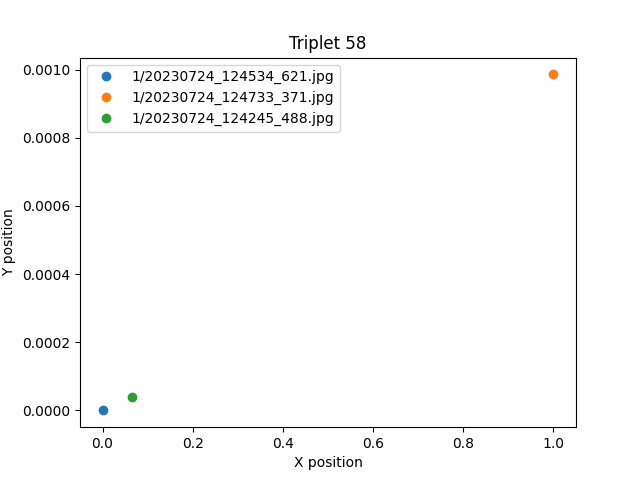 Triplet 58
1/20230724_124534_621.jpg
1/20230724_124733_371.jpg
1/20230724_124245_488.jpg
0.0010
0.0008
0.0006
0.0004
0.0002
0.0000
Y position
0.0 0.2 0.4 0.6 0.8 1.0
X position